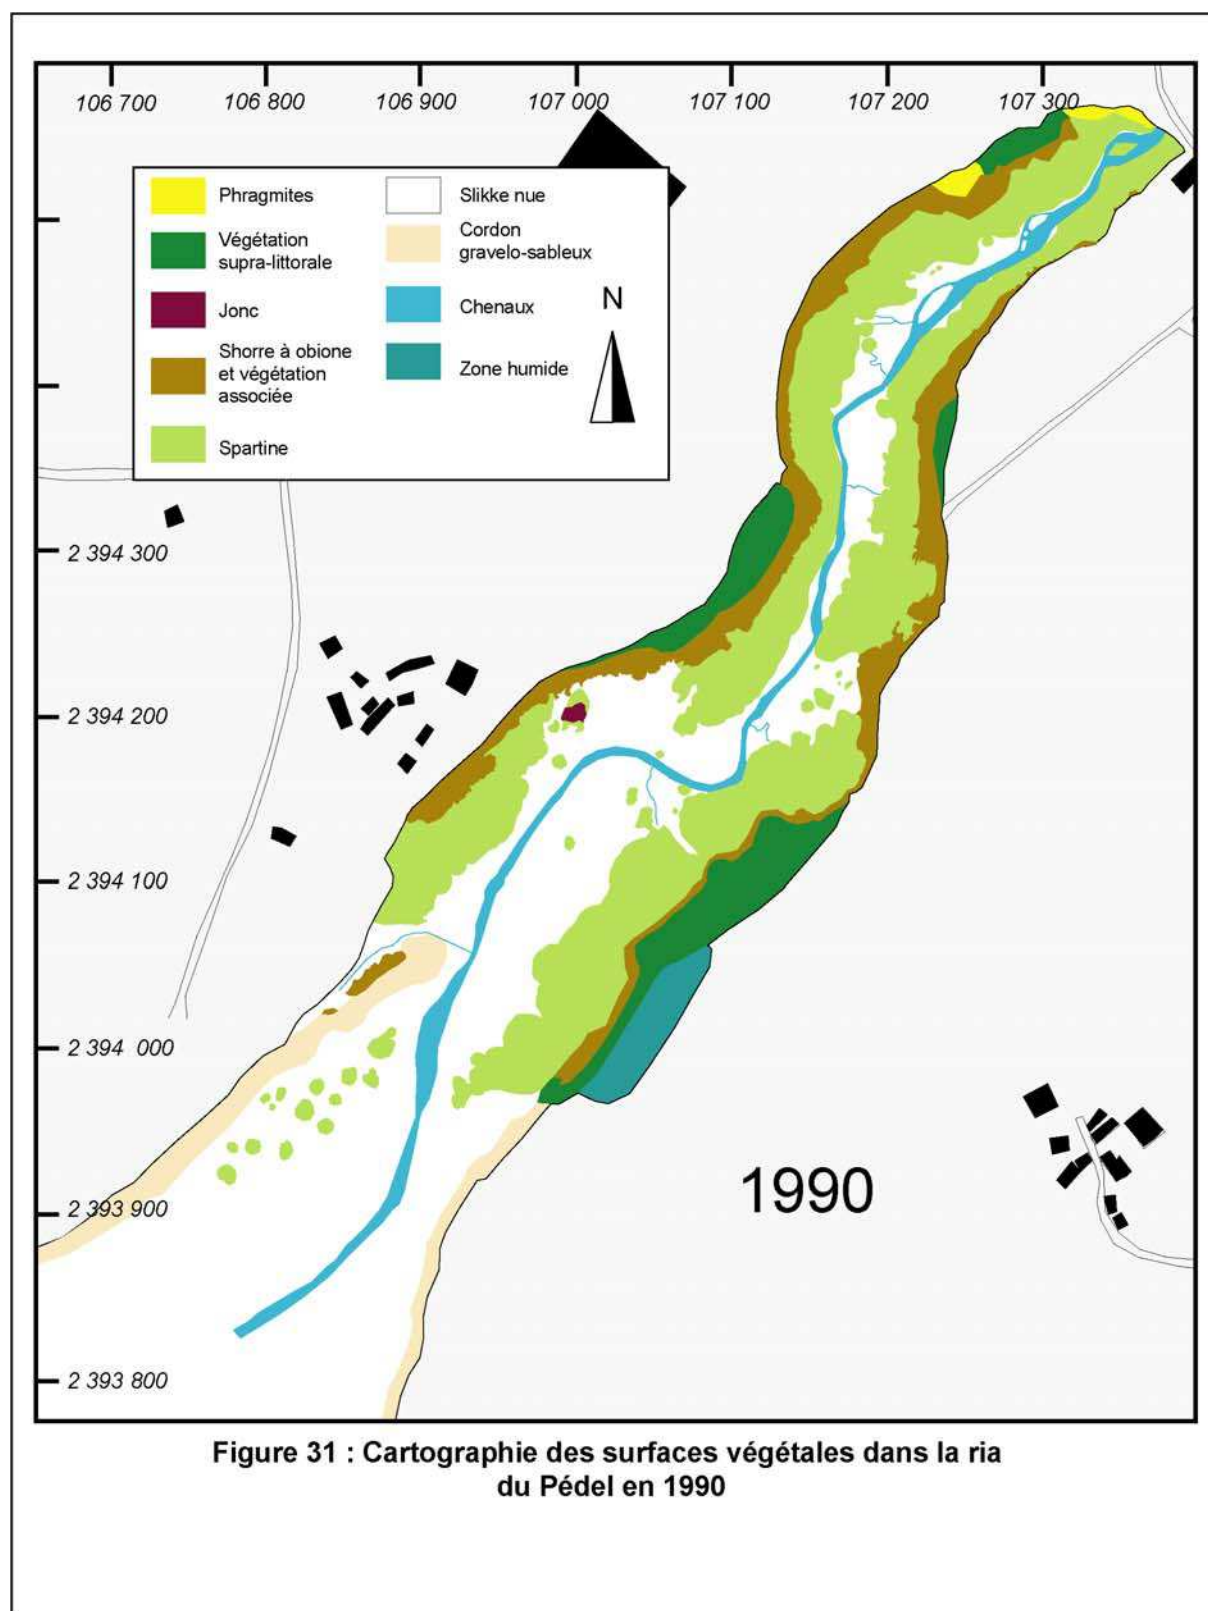 106 700 106 800 106 900 107 000 107 100 107 200 107 300
Phragmites
Végétation
supra-littorale
Jonc
Shorre à obione
et végétation
associée
Spartine
Slikke nue
Cordon
gravelo-sableux
Chenaux
Zone humide
N
2 394 300
2 394 200
2 394 100
2 394 000
2 393 900
2 393 800
1990
Figure 31 : Cartographie des surfaces végétales dans la ria
du Pédel en 1990